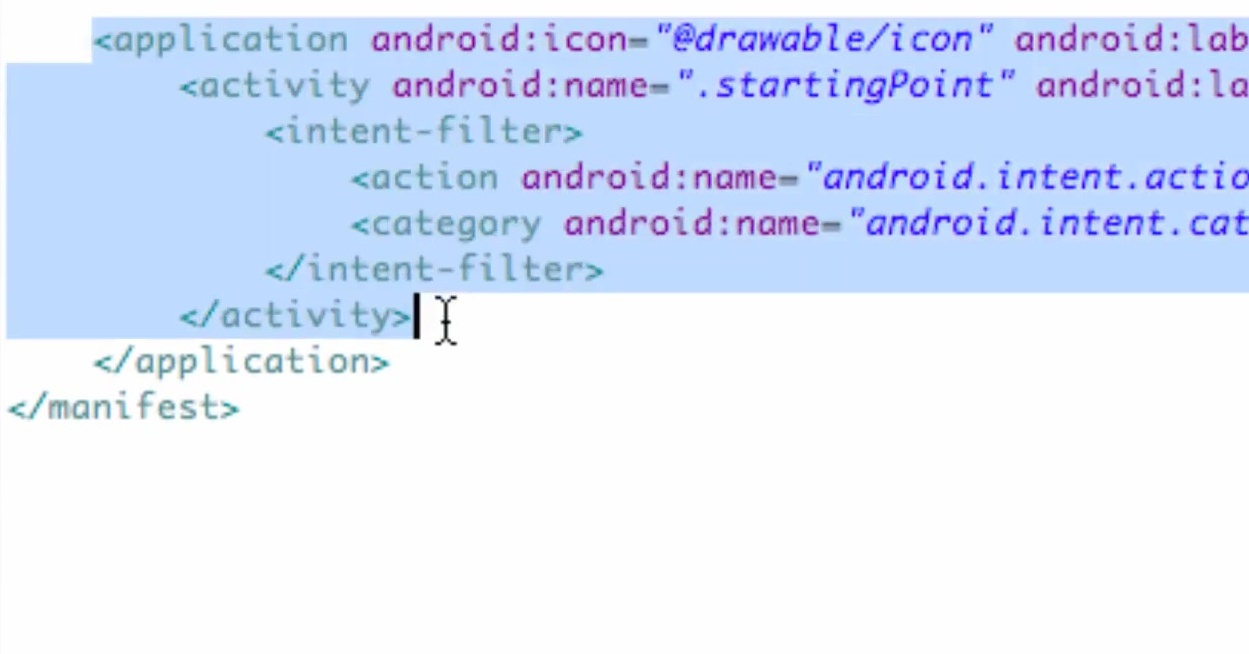 <application android:icon="@drawable/icon" android:lab
<activity android:name=".startingPoint" android:la
<intent-filter>
<action android:name="android.intent.actio
<category android:name="android.intent.cat
</intent-filter>
</activity>
</application>
</manifest>